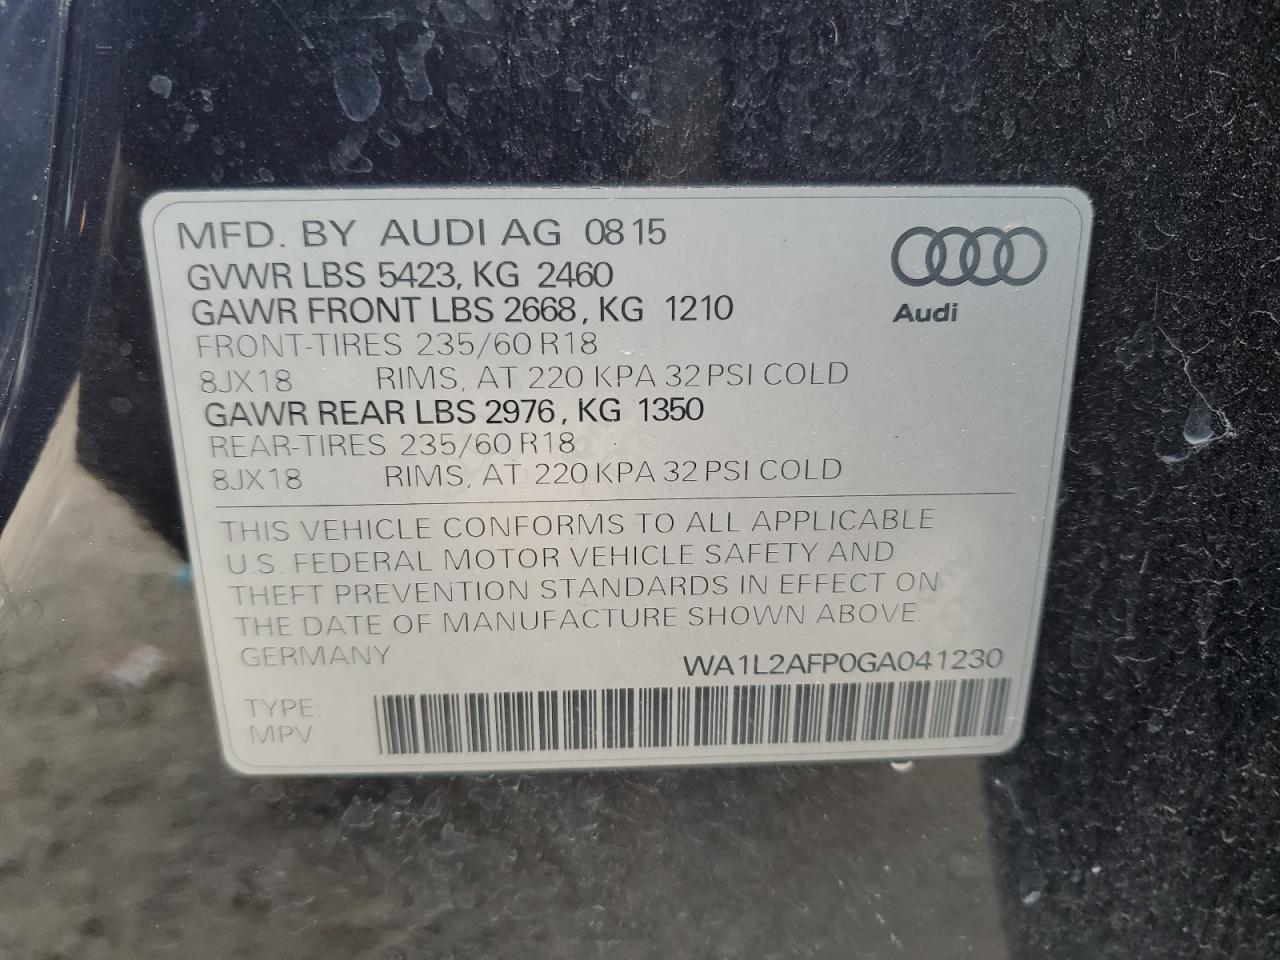 MFD. BY AUDI AG 08 15
GVWR LBS 5423, KG 2460
GAWR FRONT LBS 2668, KG 1210
FRONT-TIRES 235/60 R18
8JX18 RIMS, AT 220 KPA 32 PSI COLD
GAWR REAR LBS 2976, KG 1350
REAR-TIRES 235/60 R18
8JX18 RIMS, AT 220 KPA 32 PSI COLD
Audi
THIS VEHICLE CONFORMS TO ALL APPLICABLE
U.S. FEDERAL MOTOR VEHICLE SAFETY AND
THEFT PREVENTION STANDARDS IN EFFECT ON
THE DATE OF MANUFACTURE SHOWN ABOVE.
GERMANY
WA1L2AFP0GA041230
TYPE:
MPV